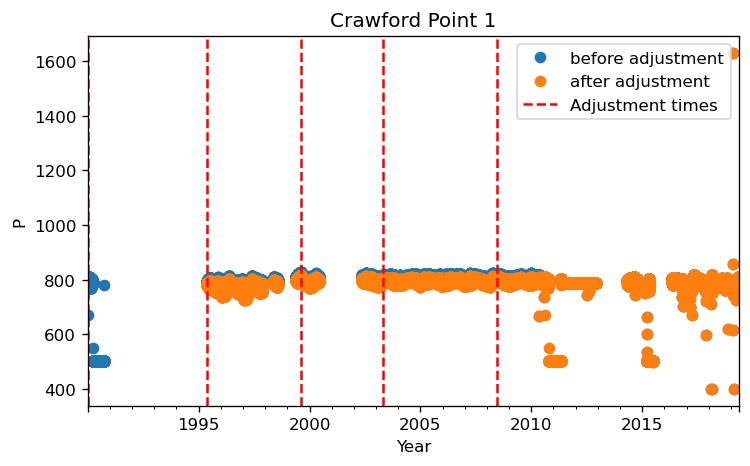 Crawford Point 1
before adjustment
after adjustment
Adjustment times
1600
1400
1200
1000
800
600
400
P
1995
2000
2005
2010
2015
Year